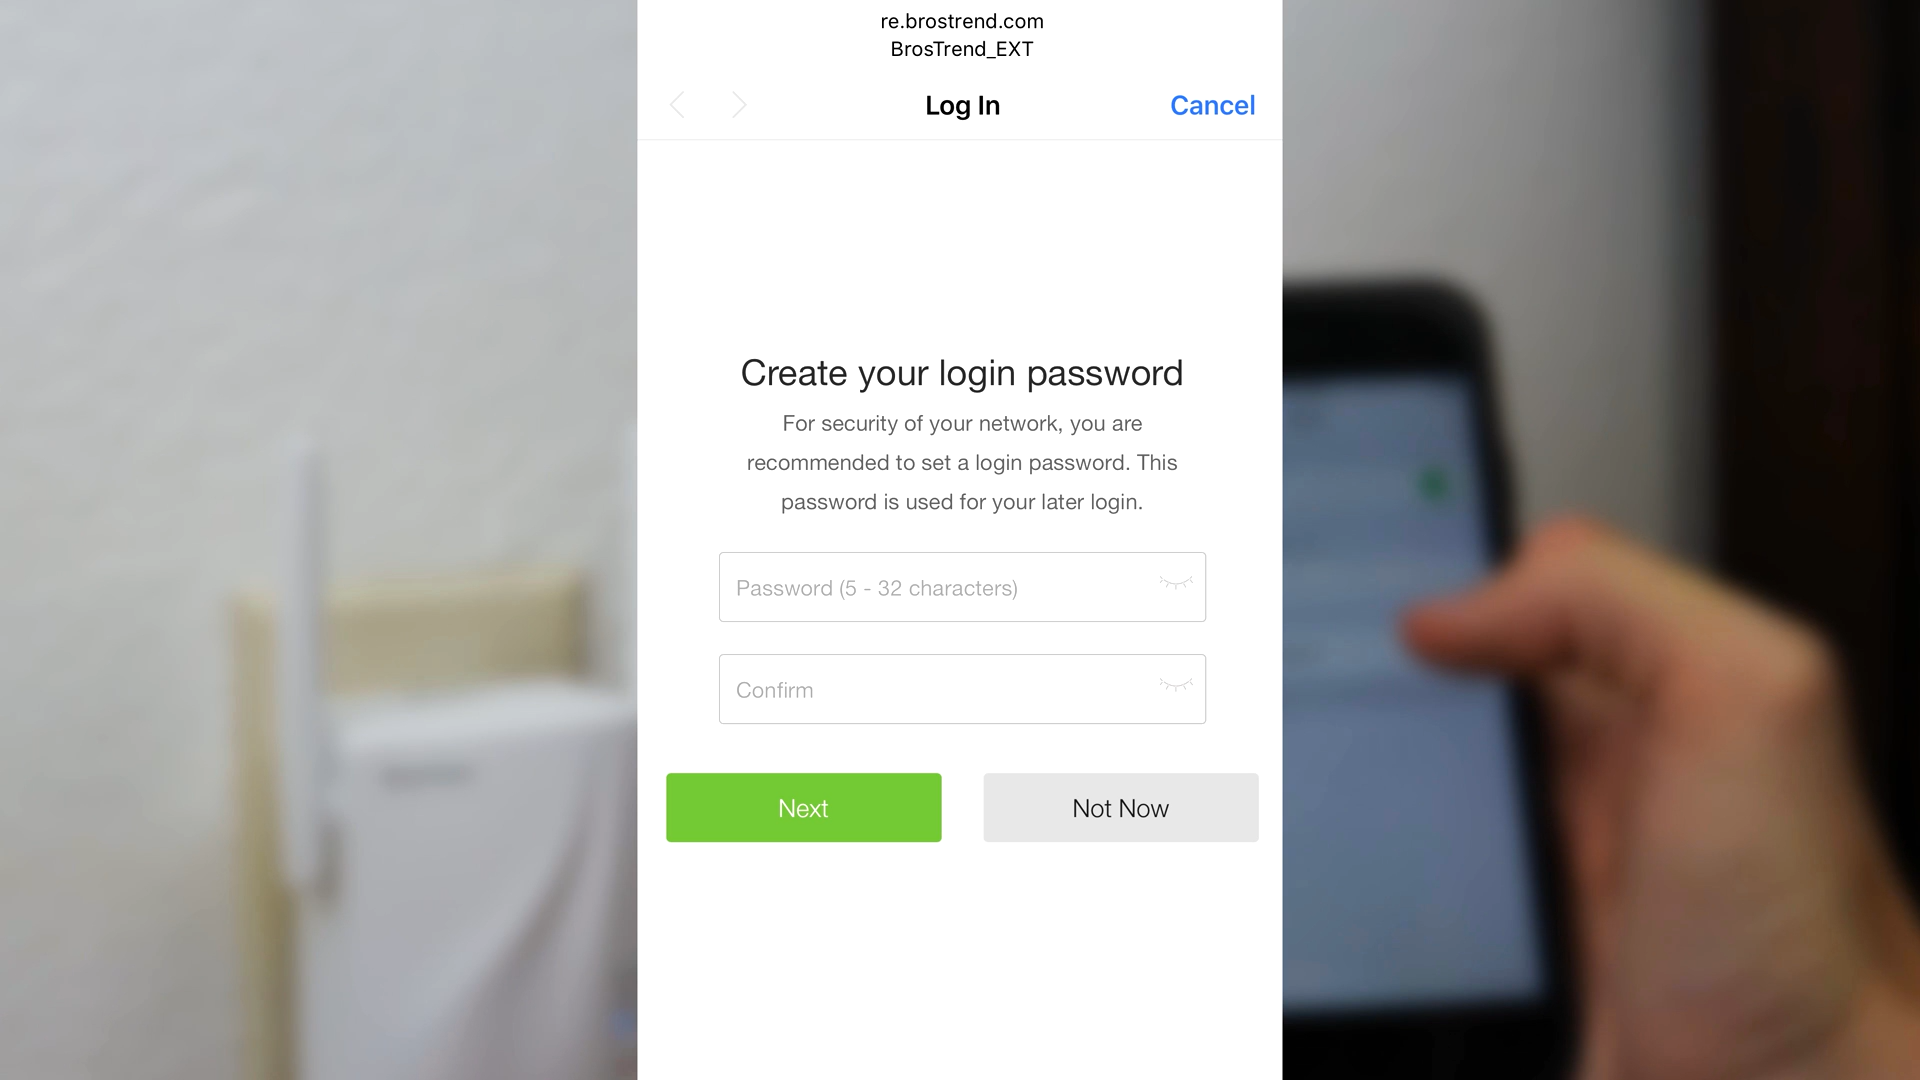 re.brostrend.com
BrosTrend_EXT
Log In
Cancel
Create your login password
For security of your network, you are
recommended to set a login password. This
password is used for your later login.
Password (5 - 32 characters)
Confirm
Next
Not Now